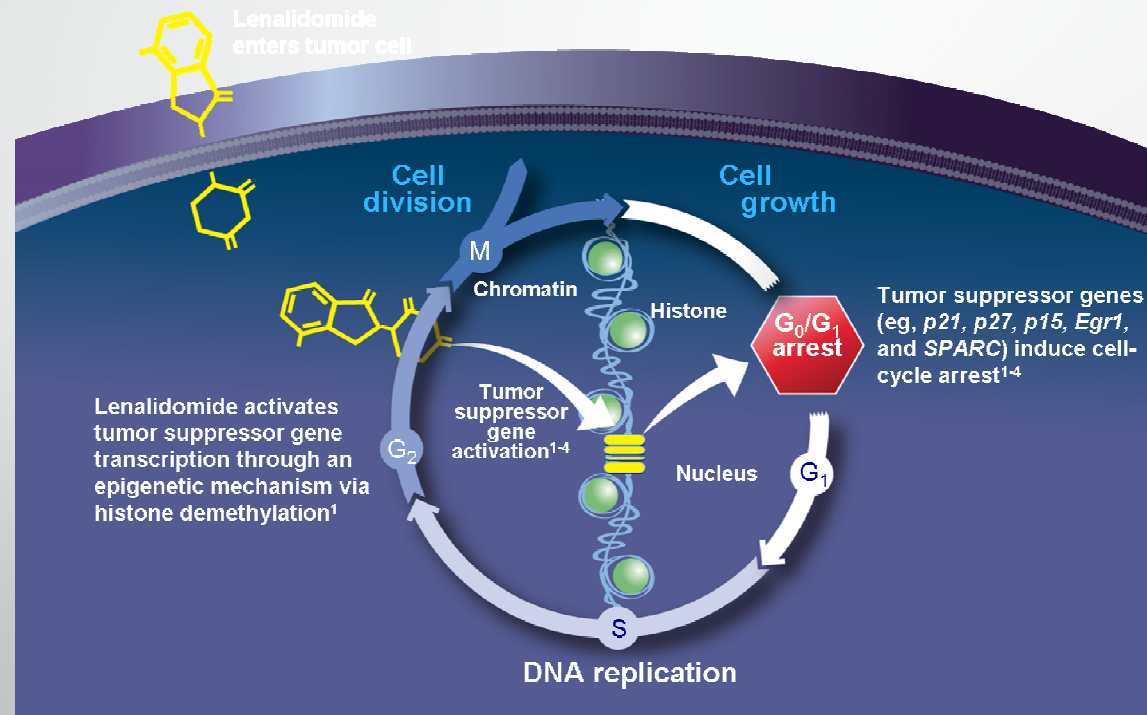 Lenalidomide
enters tumor cell
Cell
division
Cell
growth
M
Chromatin
Histone
G₀/G₁
arrest
Tumor suppressor genes
(eg, p21, p27, p15, Egr1,
and SPARC) induce cell-
cycle arrest¹⁻⁴
Tumor
suppressor
gene
activation¹⁻⁴
Lenalidomide activates
tumor suppressor gene
transcription through an
epigenetic mechanism via
histone demethylation¹
G₂
Nucleus
G₁
S
DNA replication